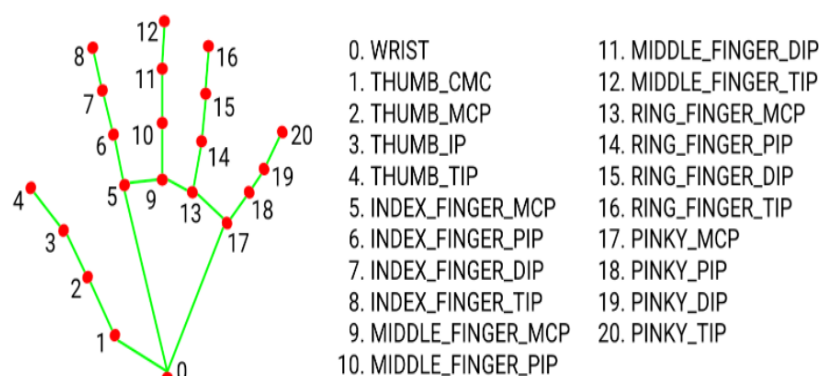 12
8
16
11
7
15
6
10
20
14
19
4
5
9
13
18
3
17
2
1
0
0. WRIST
1. THUMB_CMC
2. THUMB_MCP
3. THUMB_IP
4. THUMB_TIP
5. INDEX_FINGER_MCP
6. INDEX_FINGER_PIP
7. INDEX_FINGER_DIP
8. INDEX_FINGER_TIP
9. MIDDLE_FINGER_MCP
10. MIDDLE_FINGER_PIP
11. MIDDLE_FINGER_DIP
12. MIDDLE_FINGER_TIP
13. RING_FINGER_MCP
14. RING_FINGER_PIP
15. RING_FINGER_DIP
16. RING_FINGER_TIP
17. PINKY_MCP
18. PINKY_PIP
19. PINKY_DIP
20. PINKY_TIP